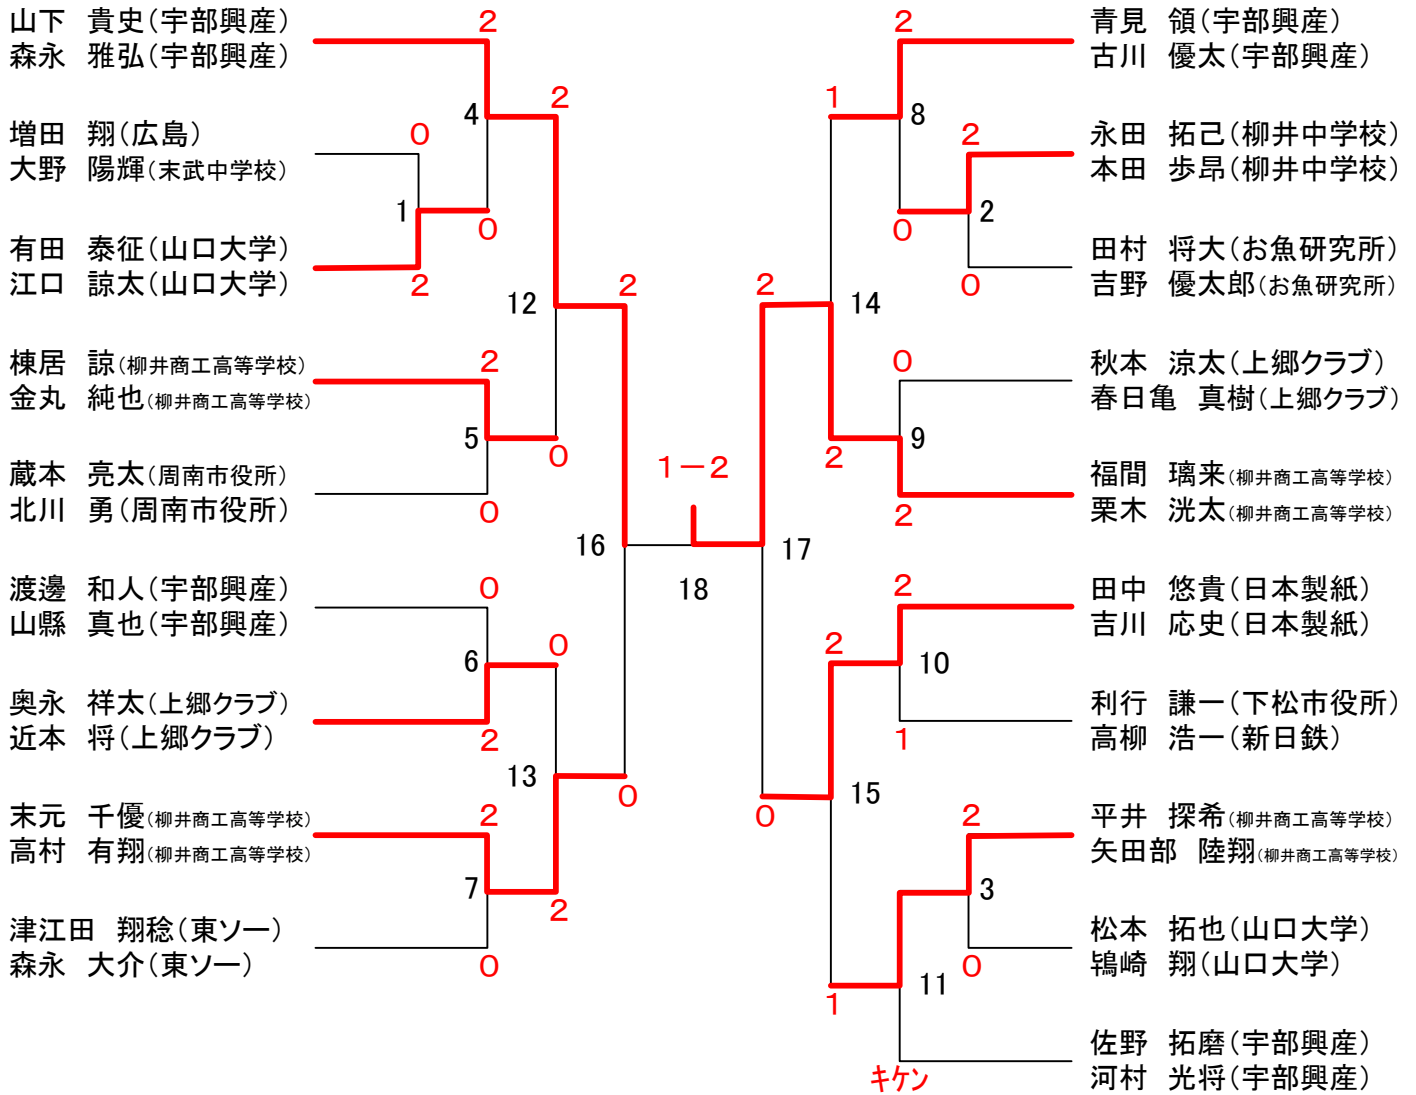 山下 貴史(宇部興産)
森永 雅弘(宇部興産)
増田 翔(広島)
大野 陽輝(末武中学校)
有田 泰征(山口大学)
江口 諒太(山口大学)
棟居 諒(柳井商工高等学校)
金丸 純也(柳井商工高等学校)
蔵本 亮太(周南市役所)
北川 勇(周南市役所)
渡邊 和人(宇部興産)
山縣 真也(宇部興産)
奥永 祥太(上郷クラブ)
近本 将(上郷クラブ)
末元 千優(柳井商工高等学校)
高村 有翔(柳井商工高等学校)
津江田 翔稔(東ソー)
森永 大介(東ソー)
2
0
1
2
4
0
2
5
0
0
6
2
2
7
0
2
12
0
0
13
2
2
16
0
1-2
18
2
17
0
1
14
2
2
15
1
2
8
0
2
2
0
0
9
2
2
10
1
2
3
0
11
キケン
青見 領(宇部興産)
古川 優太(宇部興産)
永田 拓己(柳井中学校)
本田 歩昂(柳井中学校)
田村 将大(お魚研究所)
吉野 優太郎(お魚研究所)
秋本 涼太(上郷クラブ)
春日亀 真樹(上郷クラブ)
福間 璃来(柳井商工高等学校)
栗木 洸太(柳井商工高等学校)
田中 悠貴(日本製紙)
吉川 応史(日本製紙)
利行 謙一(下松市役所)
高柳 浩一(新日鉄)
平井 探希(柳井商工高等学校)
矢田部 陸翔(柳井商工高等学校)
松本 拓也(山口大学)
鴇崎 翔(山口大学)
佐野 拓磨(宇部興産)
河村 光将(宇部興産)